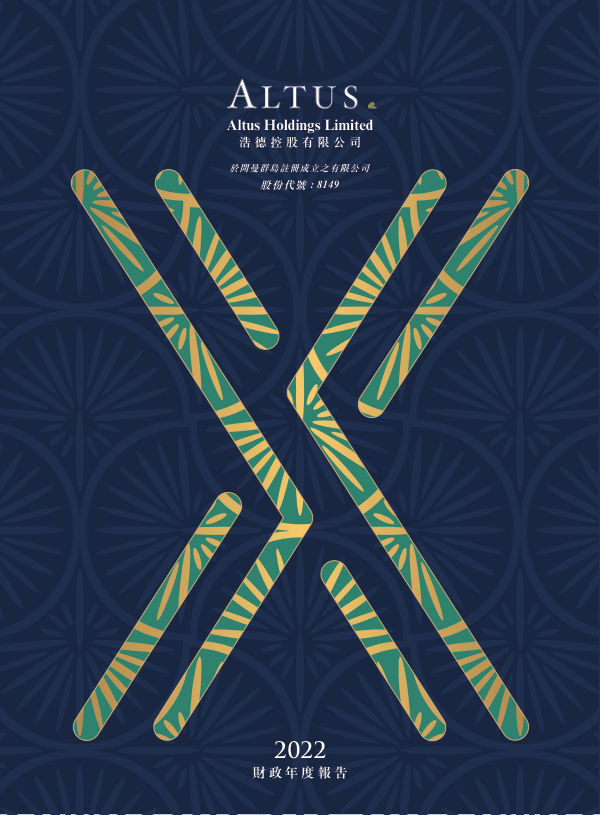 ALTUS
Altus Holdings Limited
浩德控股有限公司
於開曼群島註冊成立之有限公司
股份代號：8149
2022
財政年度報告